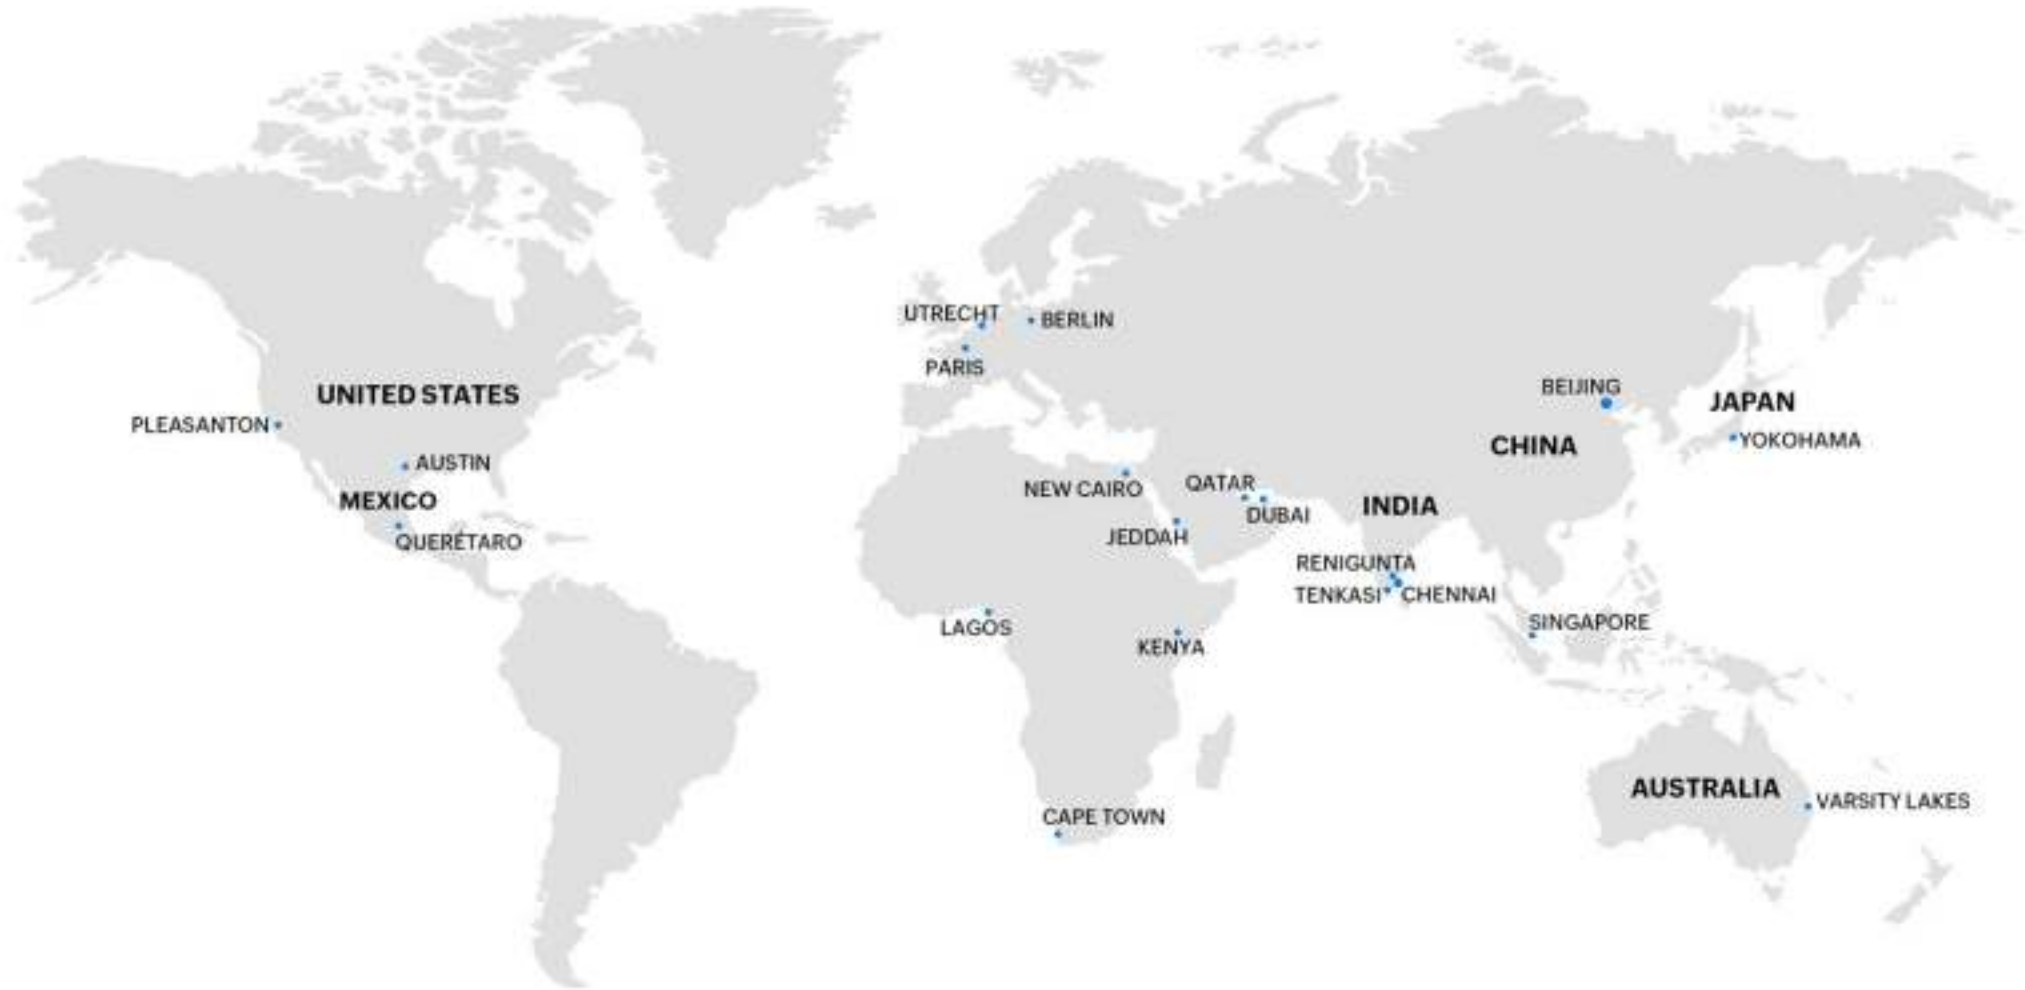 UTRECHT
BERLIN
PARIS
UNITED STATES
BEIJING
JAPAN
PLEASANTON
YOKOHAMA
CHINA
AUSTIN
MEXICO
NEW CAIRO
QATAR
INDIA
DUBAI
QUERÉTARO
JEDDAH
RENIGUNTA
TENKASI
CHENNAI
LAGOS
SINGAPORE
KENYA
AUSTRALIA
VARSITY LAKES
CAPE TOWN